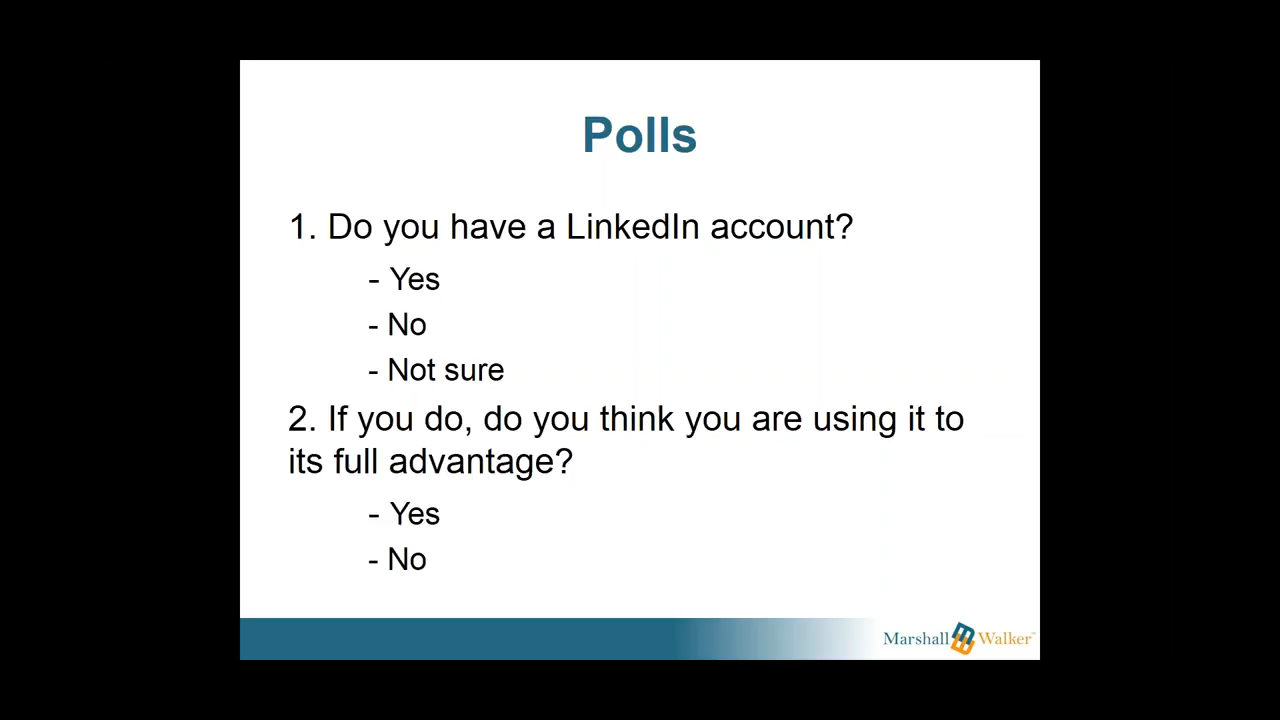 Polls
1. Do you have a LinkedIn account?
- Yes
- No
- Not sure
2. If you do, do you think you are using it to
its full advantage?
- Yes
- No
Marshall Walker